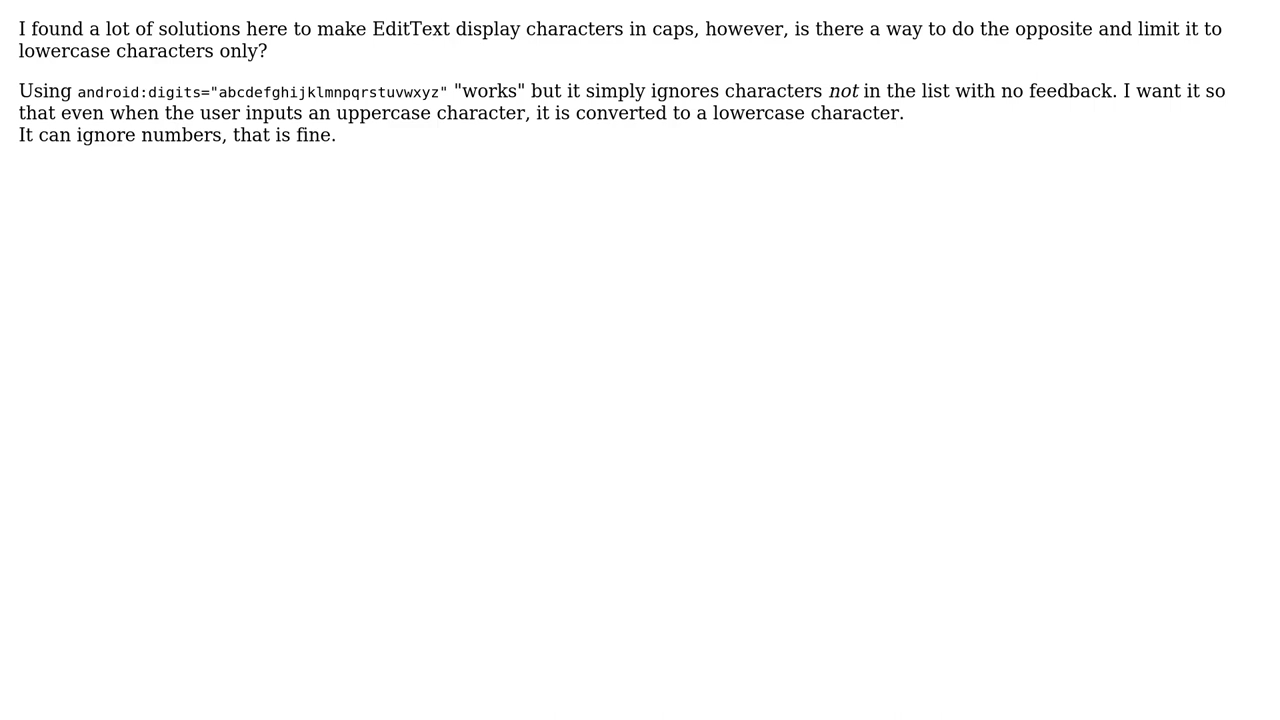 I found a lot of solutions here to make EditText display characters in caps, however, is there a way to do the opposite and limit it to
lowercase characters only?
Using android:digits="abcdefghijklmnpqrstuvwxyz" "works" but it simply ignores characters not in the list with no feedback. I want it so
that even when the user inputs an uppercase character, it is converted to a lowercase character.
It can ignore numbers, that is fine.